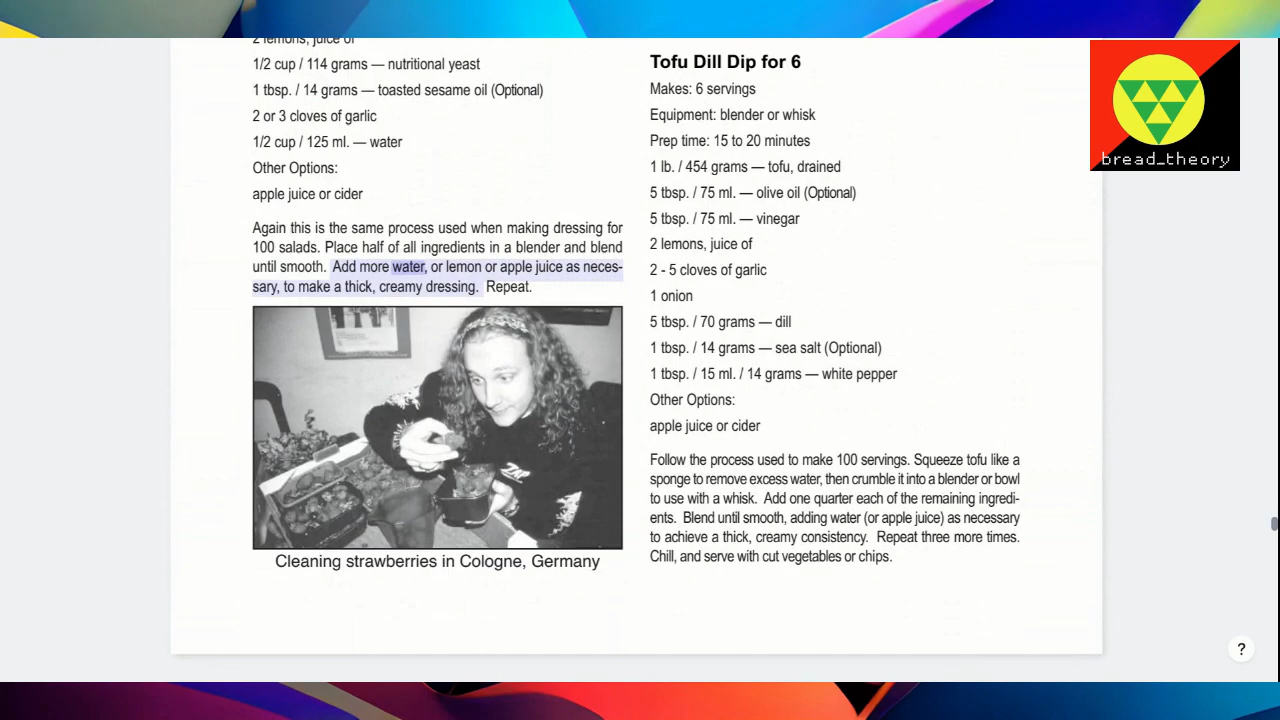 2 lemons, juice of
1/2 cup / 114 grams — nutritional yeast
1 tbsp. / 14 grams — toasted sesame oil (Optional)
2 or 3 cloves of garlic
1/2 cup / 125 ml. — water
Other Options:
apple juice or cider
Again this is the same process used when making dressing for
100 salads. Place half of all ingredients in a blender and blend
until smooth. Add more water, or lemon or apple juice as neces-
sary, to make a thick, creamy dressing. Repeat.
Cleaning strawberries in Cologne, Germany
Tofu Dill Dip for 6
Makes: 6 servings
Equipment: blender or whisk
Prep time: 15 to 20 minutes
1 lb. / 454 grams — tofu, drained
5 tbsp. / 75 ml. — olive oil (Optional)
5 tbsp. / 75 ml. — vinegar
2 lemons, juice of
2 - 5 cloves of garlic
1 onion
5 tbsp. / 70 grams — dill
1 tbsp. / 14 grams — sea salt (Optional)
1 tbsp. / 15 ml. / 14 grams — white pepper
Other Options:
apple juice or cider
Follow the process used to make 100 servings. Squeeze tofu like a
sponge to remove excess water, then crumble it into a blender or bowl
to use with a whisk. Add one quarter each of the remaining ingredi-
ents. Blend until smooth, adding water (or apple juice) as necessary
to achieve a thick, creamy consistency. Repeat three more times.
Chill, and serve with cut vegetables or chips.
bread_theory
?